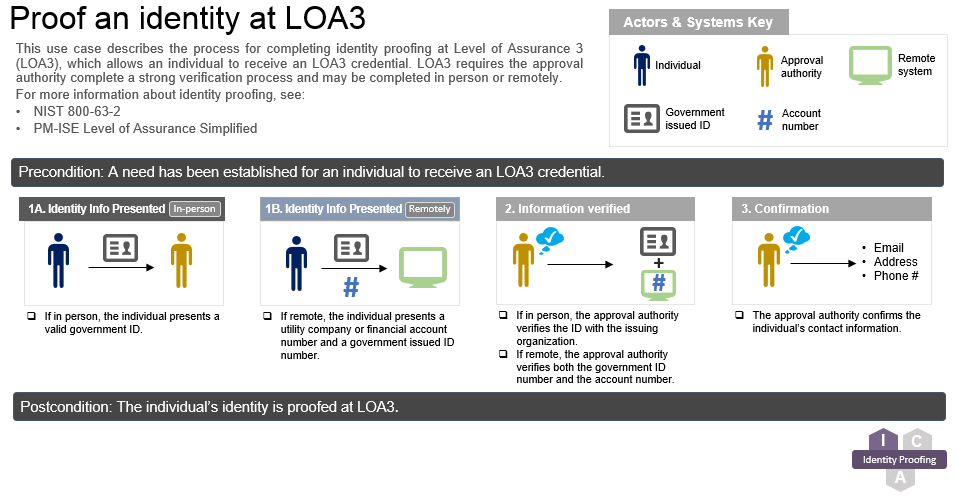 Proof an identity at LOA3
This use case describes the process for completing identity proofing at Level of Assurance 3
(LOA3), which allows an individual to receive an LOA3 credential. LOA3 requires the approval
authority complete a strong verification process and may be completed in person or remotely.
For more information about identity proofing, see:
• NIST 800-63-2
• PM-ISE Level of Assurance Simplified
Actors & Systems Key
Individual
Approval
authority
Remote
system
Government
issued ID
#
Account
number
Precondition: A need has been established for an individual to receive an LOA3 credential.
1A. Identity Info Presented In-person
❑ If in person, the individual presents a
valid government ID.
1B. Identity Info Presented Remotely
#
❑ If remote, the individual presents a
utility company or financial account
number and a government issued ID
number.
2. Information verified
+
#
❑ If in person, the approval authority
verifies the ID with the issuing
organization.
❑ If remote, the approval authority
verifies both the government ID
number and the account number.
3. Confirmation
• Email
• Address
• Phone #
❑ The approval authority confirms the
individual's contact information.
Postcondition: The individual's identity is proofed at LOA3.
I C
Identity Proofing
A